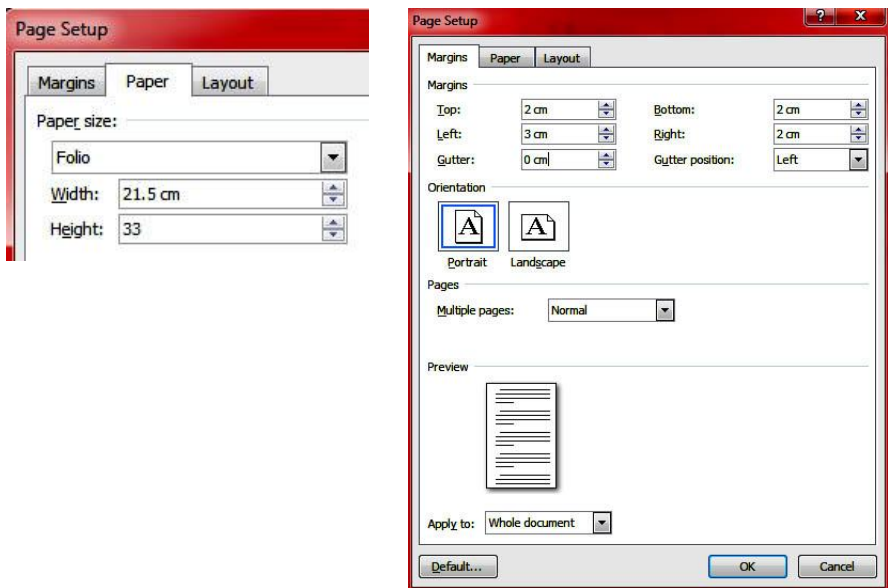 Page Setup
Margins Paper Layout
Paper size:
Folio
Width: 21.5 cm
Height: 33
Page Setup
? X
Margins Paper Layout
Margins
Top: 2 cm Bottom: 2 cm
Left: 3 cm Right: 2 cm
Gutter: 0 cm Gutter position: Left
Orientation
A A
Portrait Landscape
Pages
Multiple pages: Normal
Preview
Apply to: Whole document
Default... OK Cancel